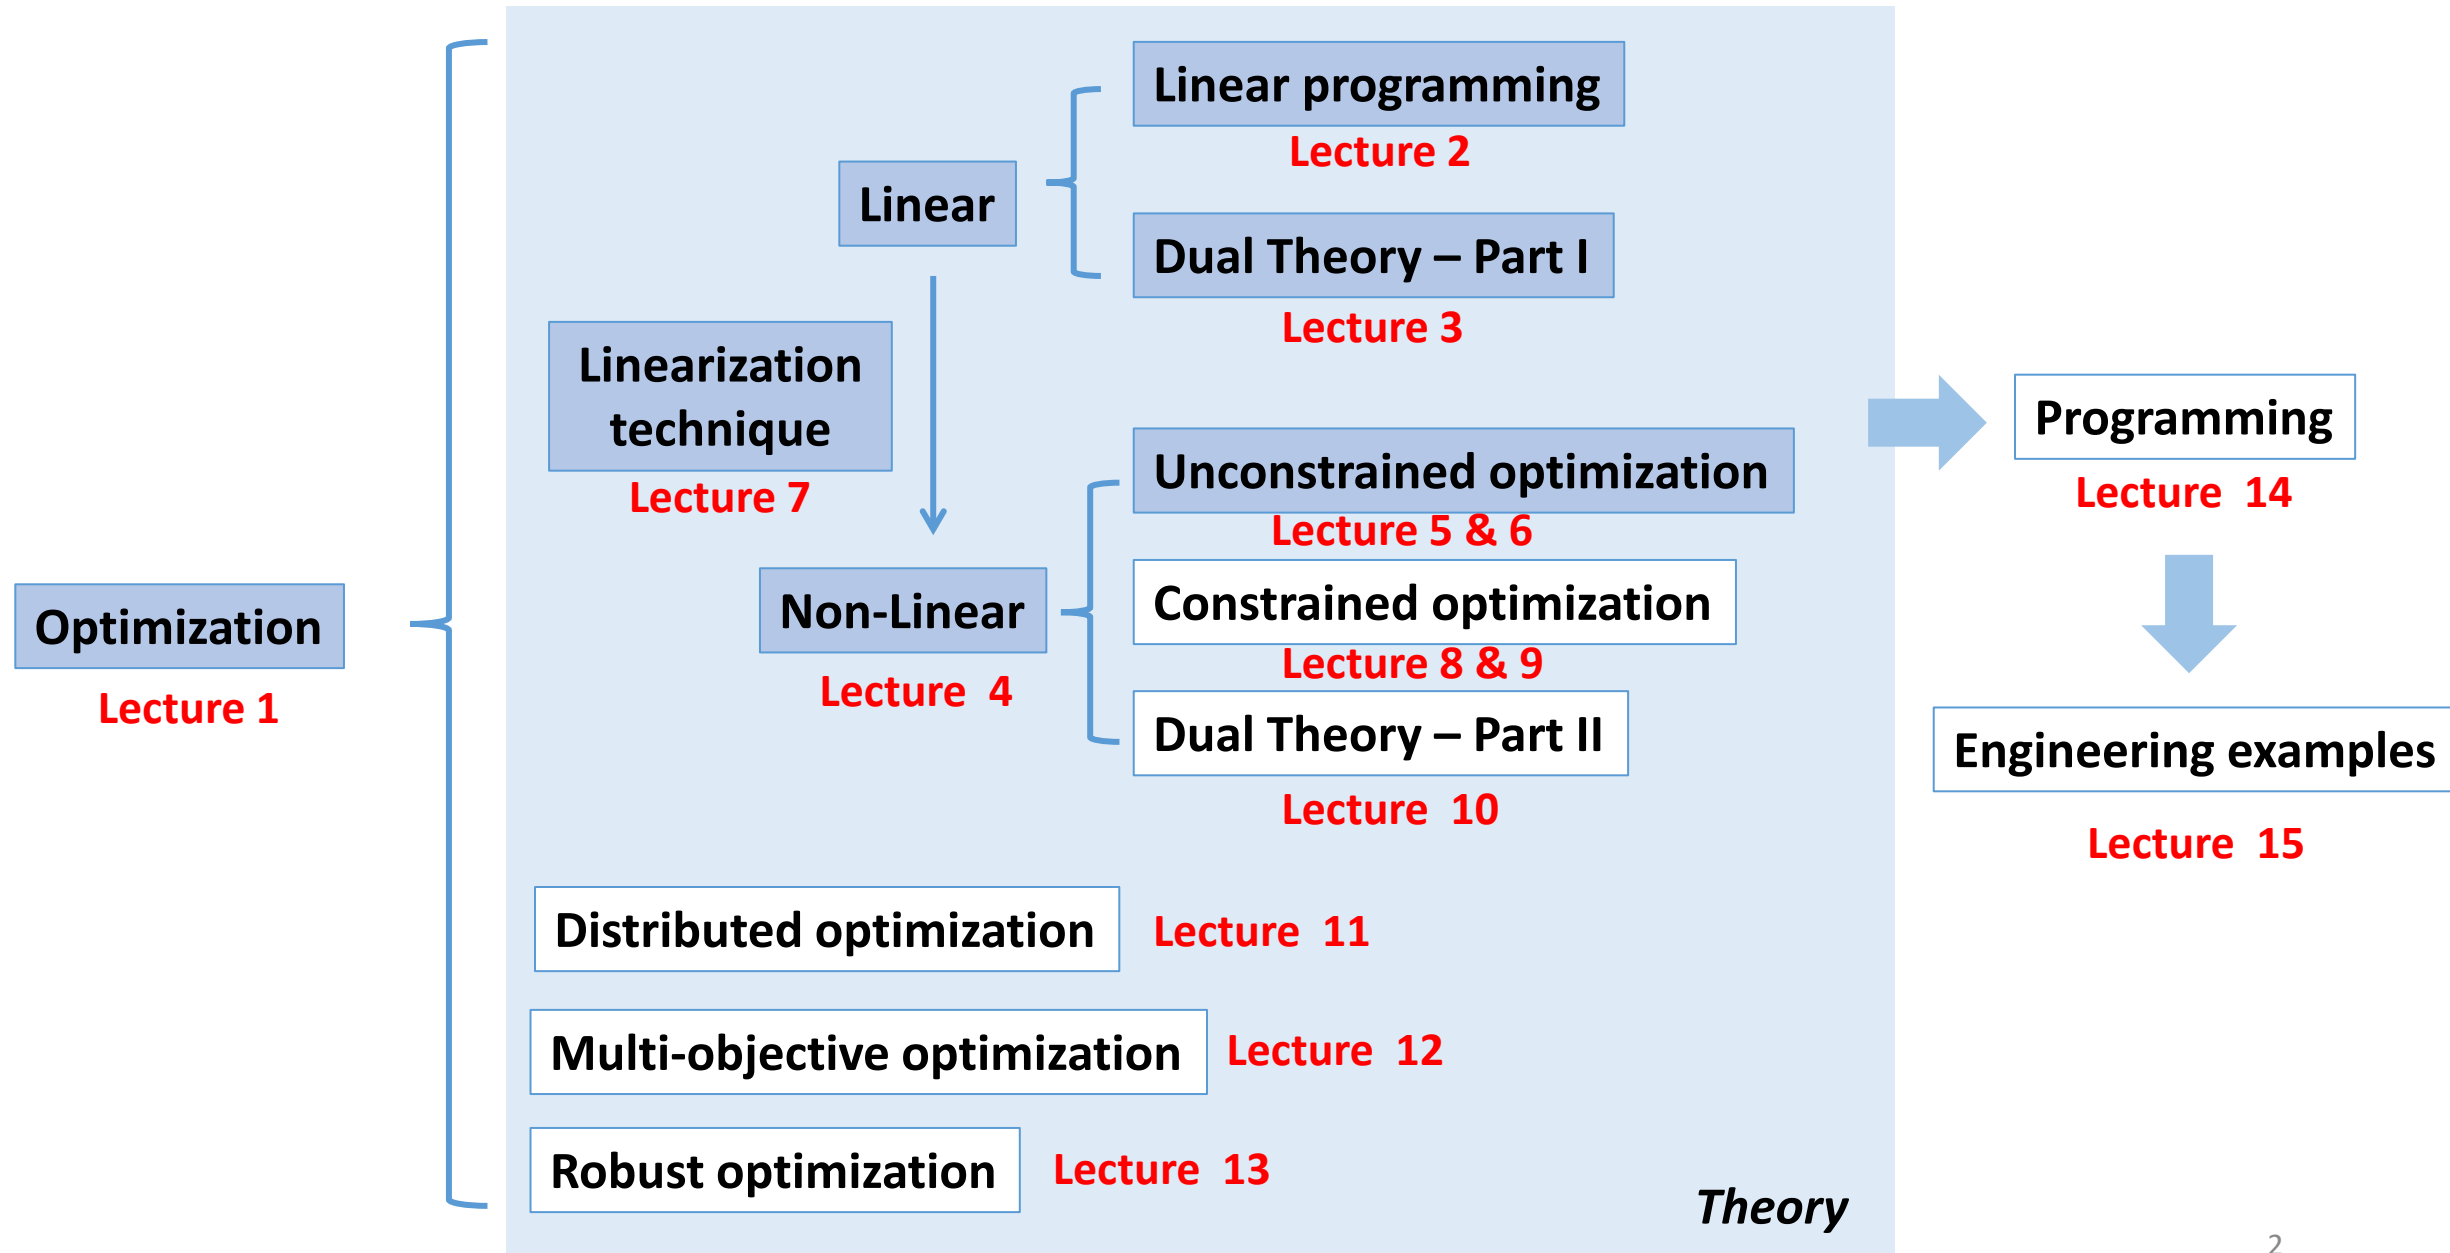 Linear programming
Lecture 2
Linear
Dual Theory – Part I
Lecture 3
Linearization
technique
Lecture 7
Unconstrained optimization
Lecture 5 & 6
Non-Linear
Lecture  4
Constrained optimization
Lecture 8 & 9
Dual Theory – Part II
Lecture  10
Optimization
Lecture 1
Distributed optimization
Lecture  11
Multi-objective optimization
Lecture  12
Robust optimization
Lecture  13
Theory
Programming
Lecture  14
Engineering examples
Lecture  15
2